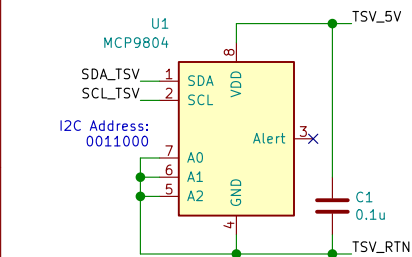 U1
MCP9804
TSV_5V
8
VDD
SDA_TSV 1 SDA
SCL_TSV 2 SCL
I2C Address:
0011000
Alert 3
7 A0
6 A1
5 A2
GND
4
C1
0.1u
TSV_RTN